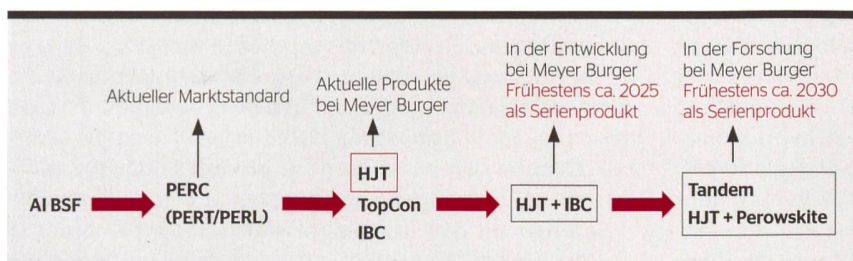 Aktueller Marktstandard
Aktuelle Produkte
bei Meyer Burger
In der Entwicklung
bei Meyer Burger
Frühestens ca. 2025
als Serienprodukt
In der Forschung
bei Meyer Burger
Frühestens ca. 2030
als Serienprodukt
AI BSF
PERC
(PERT/PERL)
HJT
TopCon
IBC
HJT + IBC
Tandem
HJT + Perowskite